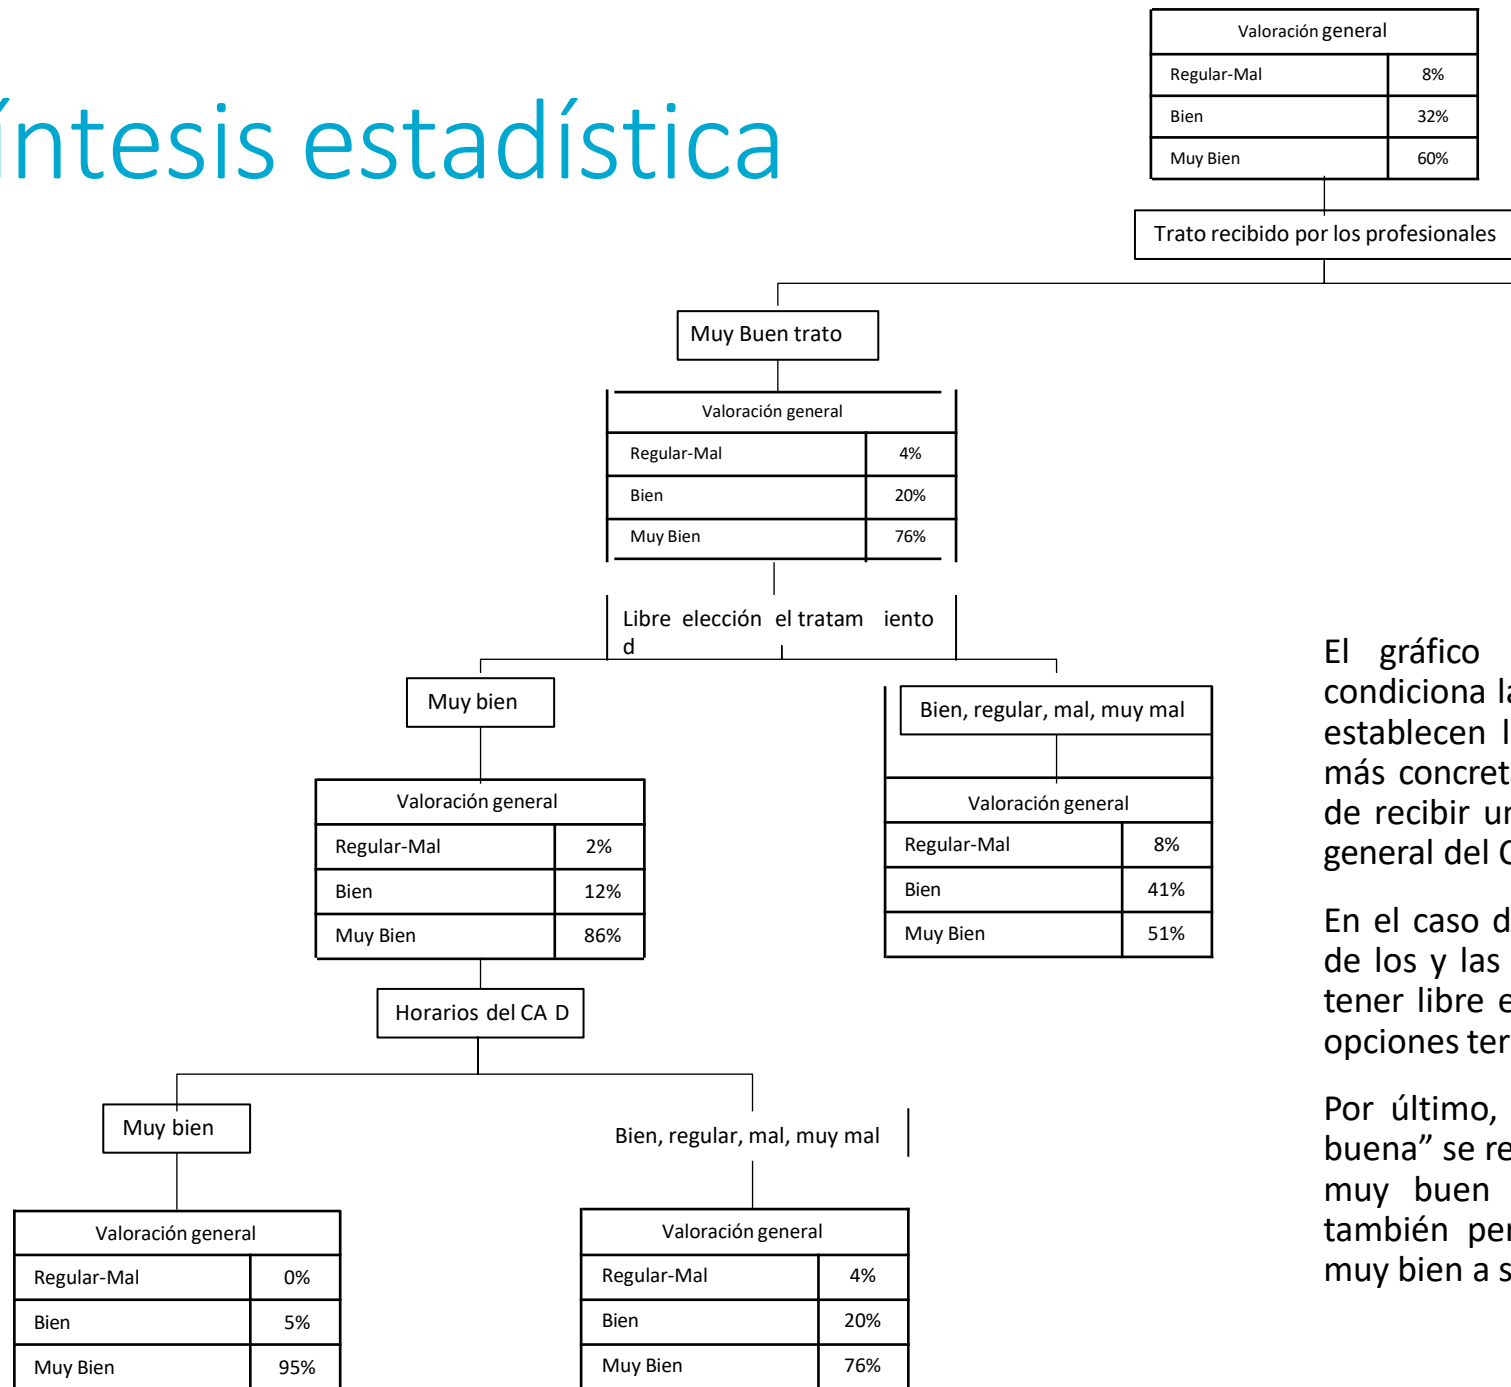 íntesis estadística
Valoración general
Regular-Mal 8%
Bien 32%
Muy Bien 60%
Trato recibido por los profesionales
Muy Buen trato
Valoración general
Regular-Mal 4%
Bien 20%
Muy Bien 76%
Libre elección el tratam iento
d
Muy bien
Bien, regular, mal, muy mal
Valoración general
Regular-Mal 2%
Bien 12%
Muy Bien 86%
Valoración general
Regular-Mal 8%
Bien 41%
Muy Bien 51%
Horarios del CA D
Muy bien
Bien, regular, mal, muy mal
Valoración general
Regular-Mal 0%
Bien 5%
Muy Bien 95%
Valoración general
Regular-Mal 4%
Bien 20%
Muy Bien 76%
El gráfico
condiciona la
establecen l
más concret
de recibir un
general del C
En el caso d
de los y las
tener libre e
opciones ter
Por último,
buena” se re
muy buen
también per
muy bien a s